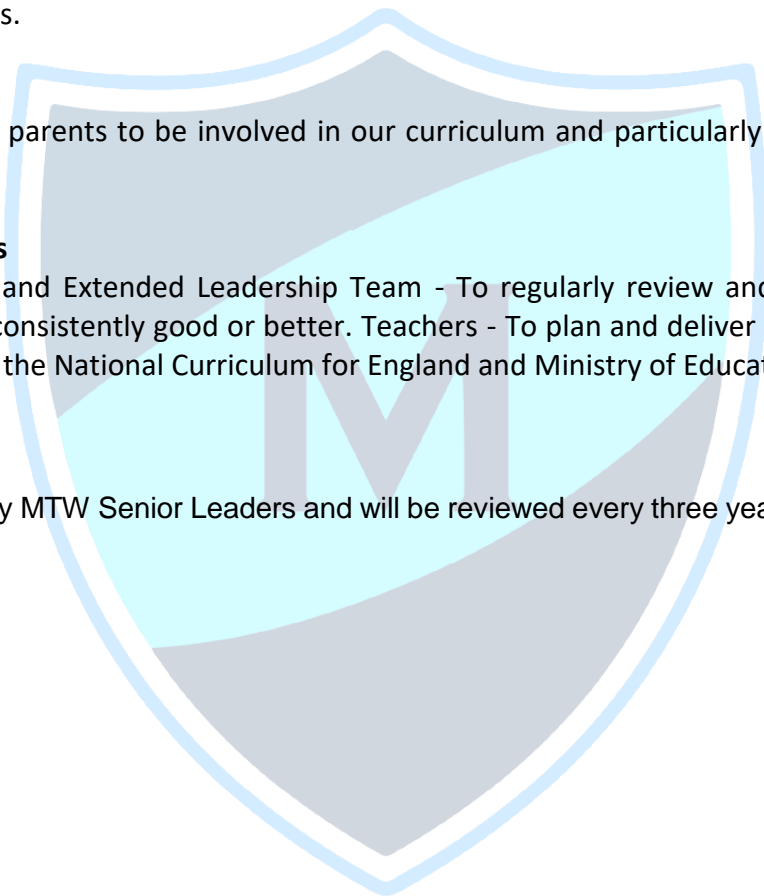 s.
parents to be involved in our curriculum and particularly
s
and Extended Leadership Team - To regularly review and
consistently good or better. Teachers - To plan and deliver
the National Curriculum for England and Ministry of Educat
M
y MTW Senior Leaders and will be reviewed every three yea